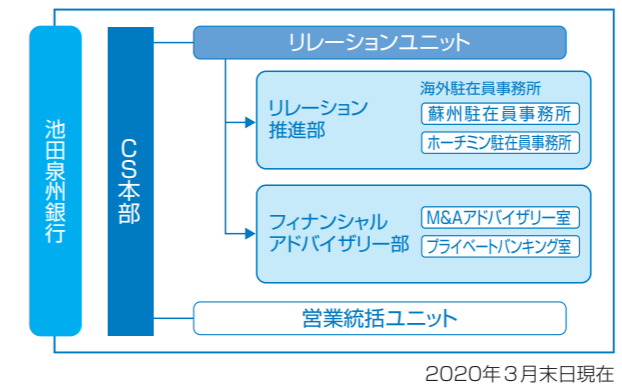 池田泉州銀行
CS本部
リレーションユニット
リレーション
推進部
海外駐在員事務所
蘇州駐在員事務所
ホーチミン駐在員事務所
フィナンシャル
アドバイザリー部
M&Aアドバイザリー室
プライベートバンキング室
営業統括ユニット
2020年3月末日現在